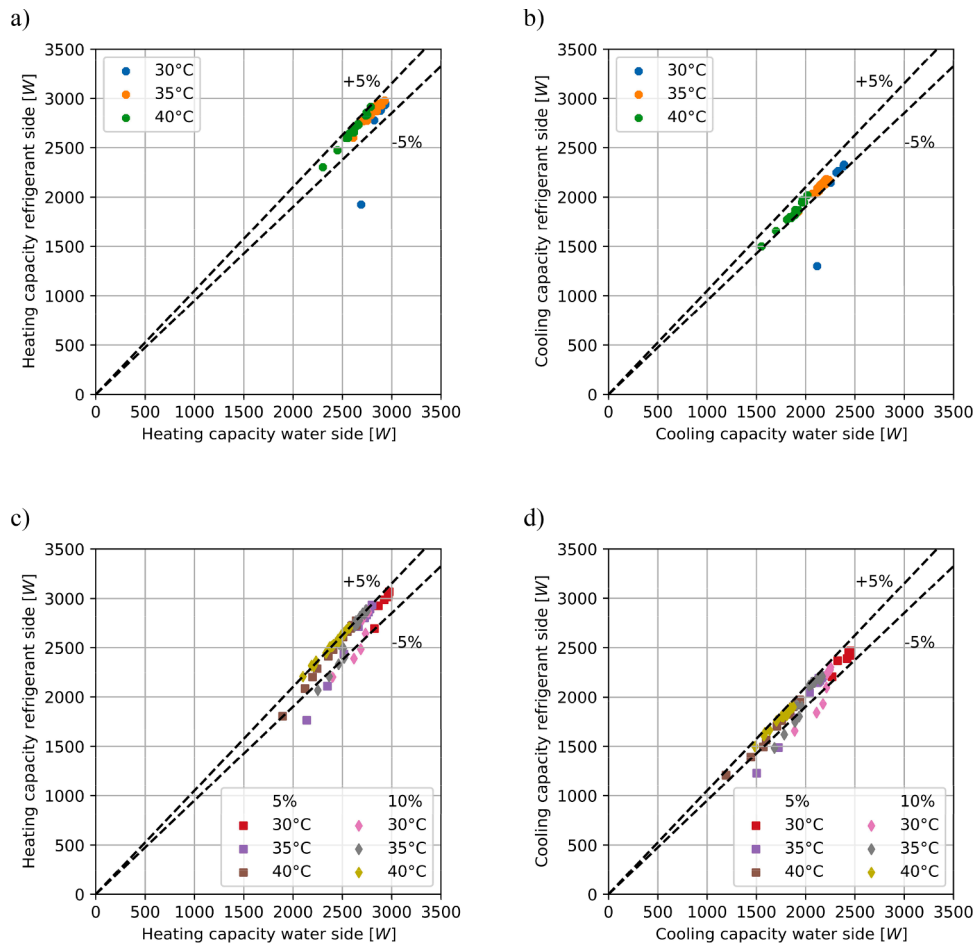 a)
3500
3000
2500
2000
1500
1000
500
0
Heating capacity refrigerant side [W]
30°C
35°C
40°C
+5%
-5%
0 500 1000 1500 2000 2500 3000 3500
Heating capacity water side [W]
b)
3500
3000
2500
2000
1500
1000
500
0
Cooling capacity refrigerant side [W]
30°C
35°C
40°C
+5%
-5%
0 500 1000 1500 2000 2500 3000 3500
Cooling capacity water side [W]
c)
3500
3000
2500
2000
1500
1000
500
0
Heating capacity refrigerant side [W]
+5%
-5%
5% 10%
30°C 30°C
35°C 35°C
40°C 40°C
0 500 1000 1500 2000 2500 3000 3500
Heating capacity water side [W]
d)
3500
3000
2500
2000
1500
1000
500
0
Cooling capacity refrigerant side [W]
+5%
-5%
5% 10%
30°C 30°C
35°C 35°C
40°C 40°C
0 500 1000 1500 2000 2500 3000 3500
Cooling capacity water side [W]